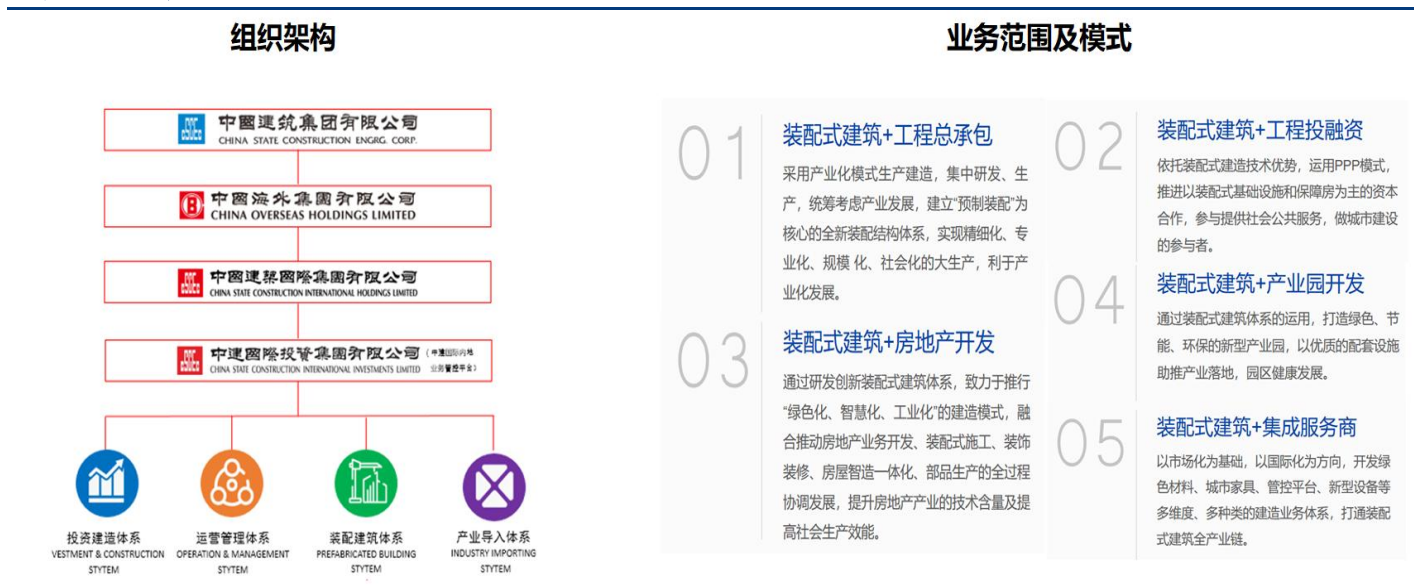 组织架构
中國建筑集团有限公司
CHINA STATE CONSTRUCTION ENGRG. CORP.
中國海外集團有限公司
CHINA OVERSEAS HOLDINGS LIMITED
中國建築國際集團有限公司
CHINA STATE CONSTRUCTION INTERNATIONAL HOLDINGS LIMITED
中建國際投資集團有限公司（中建国际内地
CHINA STATE CONSTRUCTION INTERNATIONAL INVESTMENTS LIMITED 业务管控平台）
投资建造体系
VESTMENT & CONSTRUCTION
STYTEM
运营管理体系
OPERATION & MANAGEMENT
STYTEM
装配建筑体系
PREFABRICATED BUILDING
STYTEM
产业导入体系
INDUSTRY IMPORTING
STYTEM
业务范围及模式
01
装配式建筑+工程总承包
采用产业化模式生产建造，集中研发、生
产，统筹考虑产业发展，建立“预制装配”为
核心的全新装配结构体系，实现精细化、专
业化、规模 化、社会化的大生产，利于产
业化发展。
02
装配式建筑+工程投融资
依托装配式建造技术优势，运用PPP模式，
推进以装配式基础设施和保障房为主的资本
合作，参与提供社会公共服务，做城市建设
的参与者。
03
装配式建筑+房地产开发
通过研发创新装配式建筑体系，致力于推行
“绿色化、智慧化、工业化”的建造模式，融
合推动房地产业务开发、装配式施工、装饰
装修、房屋智造一体化、部品生产的全过程
协调发展，提升房地产产业的技术含量及提
高社会生产效能。
04
装配式建筑+产业园开发
通过装配式建筑体系的运用，打造绿色、节
能、环保的新型产业园，以优质的配套设施
助推产业落地，园区健康发展。
05
装配式建筑+集成服务商
以市场化为基础，以国际化为方向，开发绿
色材料、城市家具、管控平台、新型设备等
多维度、多种类的建造业务体系，打通装配
式建筑全产业链。